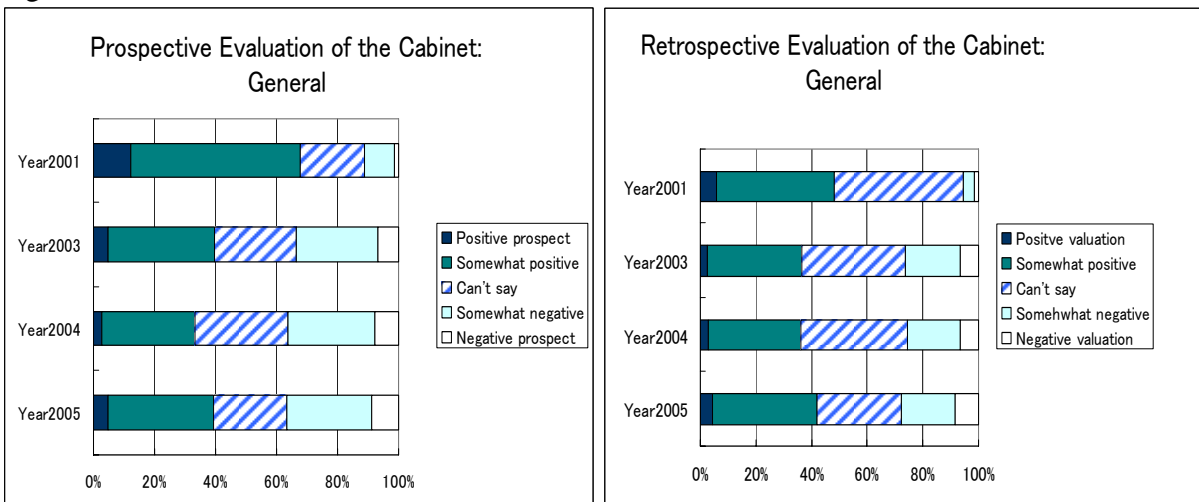 Prospective Evaluation of the Cabinet:
General
Year2001
Year2003
Year2004
Year2005
0% 20% 40% 60% 80% 100%
Positive prospect
Somewhat positive
Can't say
Somewhat negative
Negative prospect
Retrospective Evaluation of the Cabinet:
General
Year2001
Year2003
Year2004
Year2005
0% 20% 40% 60% 80% 100%
Positve valuation
Somewhat positive
Can't say
Somehwhat negative
Negative valuation